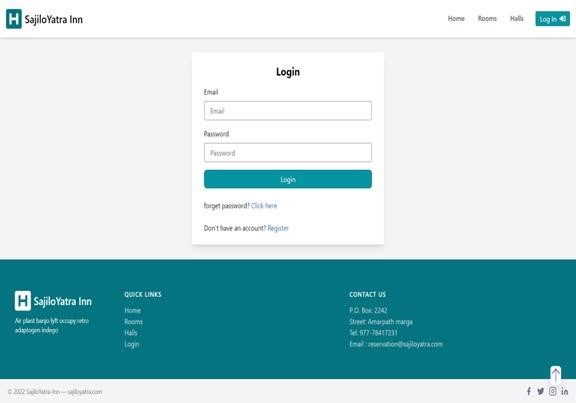 H SajiloYatra Inn
Home Rooms Halls Log In
Login
Email
Email
Password
Password
Login
forget password? Click here
Don't have an account? Register
H SajiloYatra Inn
Air plant banjo lyft occupy retro
adaptogen indego
QUICK LINKS
Home
Rooms
Halls
Login
CONTACT US
P.O. Box: 2242
Street: Amarpath marga
Tel: 977-78417231
Email : reservation@sajiloyatra.com
© 2022 SajiloYatra-Inn — sajiloyatra.com